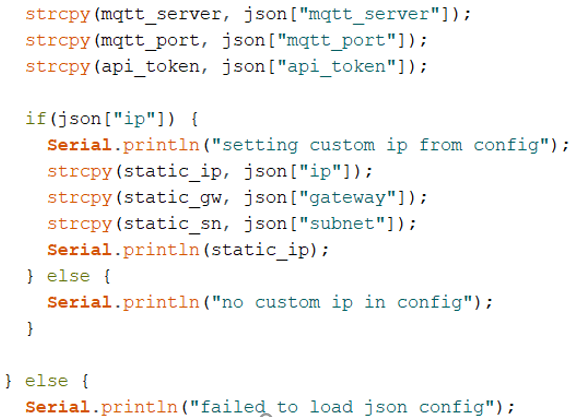 strcpy(mqtt_server, json["mqtt_server"]);
strcpy(mqtt_port, json["mqtt_port"]);
strcpy(api_token, json["api_token"]);
if(json["ip"]) {
Serial.println("setting custom ip from config");
strcpy(static_ip, json["ip"]);
strcpy(static_gw, json["gateway"]);
strcpy(static_sn, json["subnet"]);
Serial.println(static_ip);
} else {
Serial.println("no custom ip in config");
}
} else {
Serial.println("failed to load json config");